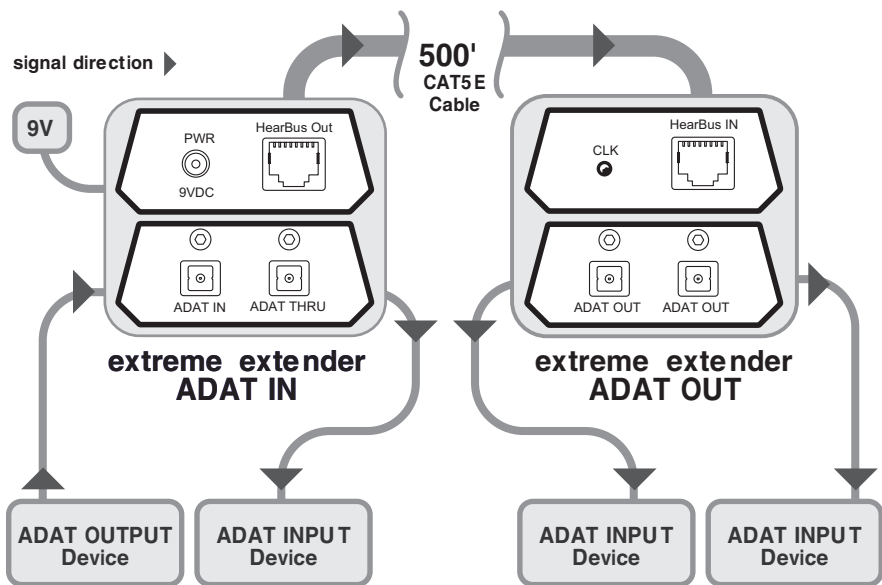 signal direction
500'
CAT5E
Cable
9V
PWR
HearBus Out
9VDC
CLK
HearBus IN
ADAT IN
ADAT THRU
ADAT OUT
ADAT OUT
extreme extender
ADAT IN
extreme extender
ADAT OUT
ADAT OUTPUT
Device
ADAT INPUT
Device
ADAT INPUT
Device
ADAT INPUT
Device